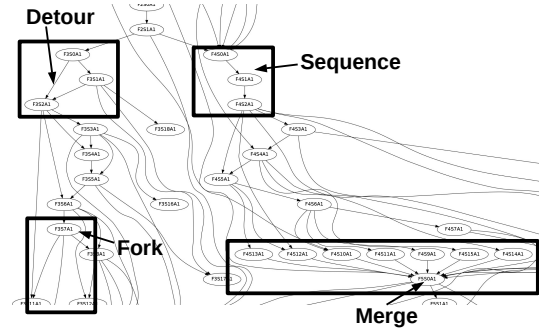 Detour
F2S1A1
F3S0A1
F4S0A1
Sequence
F3S1A1
F4S1A1
F3S2A1
F4S2A1
F3S3A1
F3S18A1
F4S3A1
F3S4A1
F4S4A1
F3S5A1
F4S5A1
F3S6A1
F3S16A1
F4S6A1
F3S7A1
F4S7A1
Fork
F4S13A1 F4S12A1 F4S10A1 F4S11A1 F4S9A1 F4S15A1 F4S14A1
F5S0A1
Merge